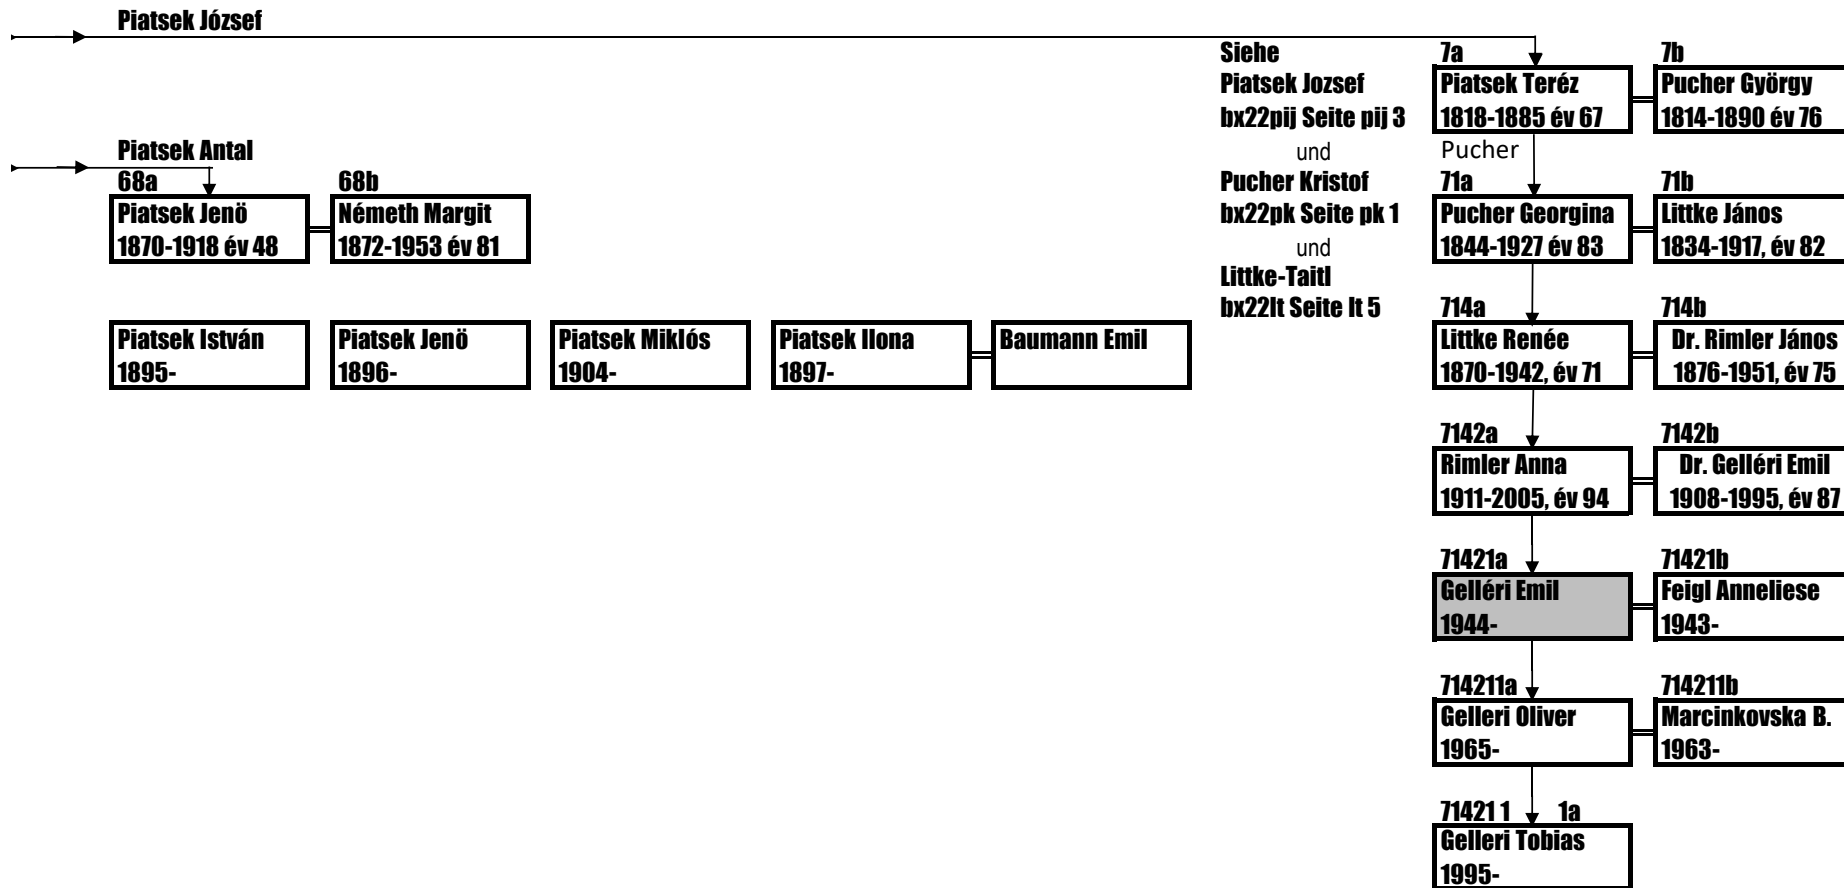 Piatsek József
Siehe
Piatsek Jozsef
bx22pij Seite pij 3
und
Pucher Kristof
bx22pk Seite pk 1
und
Littke-Taitl
bx22lt Seite lt 5
7a
Piatsek Teréz
1818-1885 év 67
7b
Pucher György
1814-1890 év 76
Piatsek Antal
68a
Piatsek Jenö
1870-1918 év 48
68b
Németh Margit
1872-1953 év 81
Pucher
71a
Pucher Georgina
1844-1927 év 83
71b
Littke János
1834-1917, év 82
Piatsek István
1895-
Piatsek Jenö
1896-
Piatsek Miklós
1904-
Piatsek Ilona
1897-
Baumann Emil
714a
Littke Renée
1870-1942, év 71
714b
Dr. Rimler János
1876-1951, év 75
7142a
Rimler Anna
1911-2005, év 94
7142b
Dr. Gelléri Emil
1908-1995, év 87
71421a
Gelléri Emil
1944-
71421b
Feigl Anneliese
1943-
714211a
Gelleri Oliver
1965-
714211b
Marcinkovska B.
1963-
71421 1 1a
Gelleri Tobias
1995-